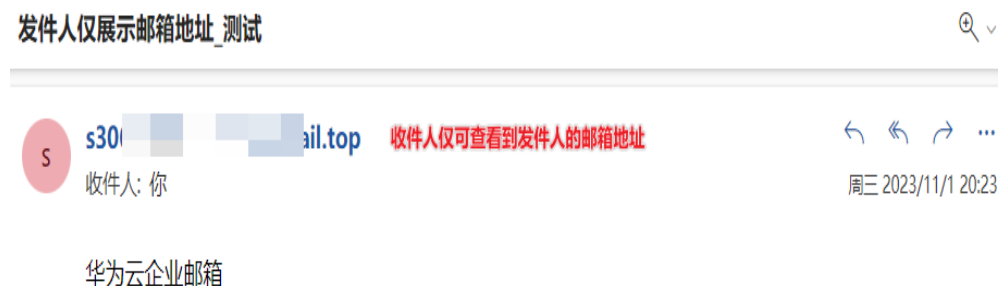 发件人仅展示邮箱地址_测试
S
s30 ail.top 收件人仅可查看到发件人的邮箱地址
收件人: 你
周三 2023/11/1 20:23
华为云企业邮箱